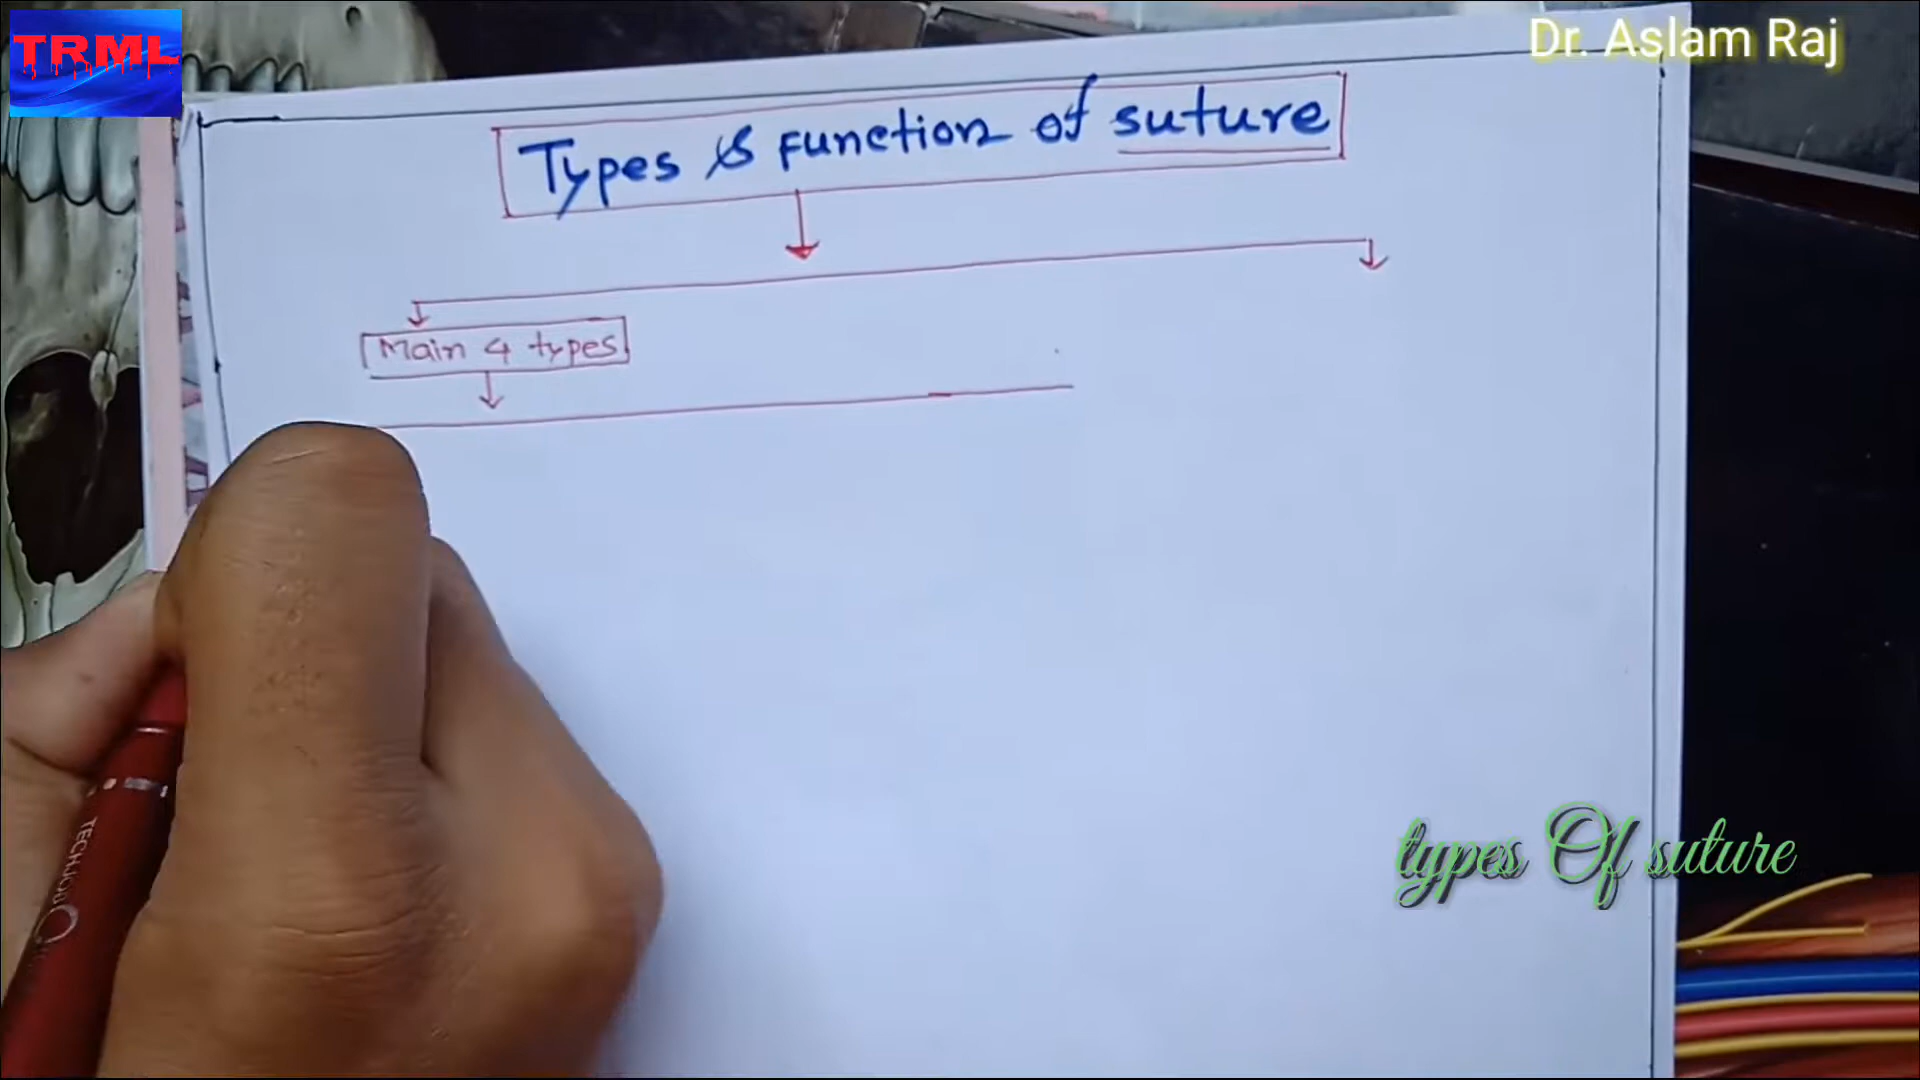 TRML
Dr. Aslam Raj
Types & function of suture
Main 4 types
types Of suture